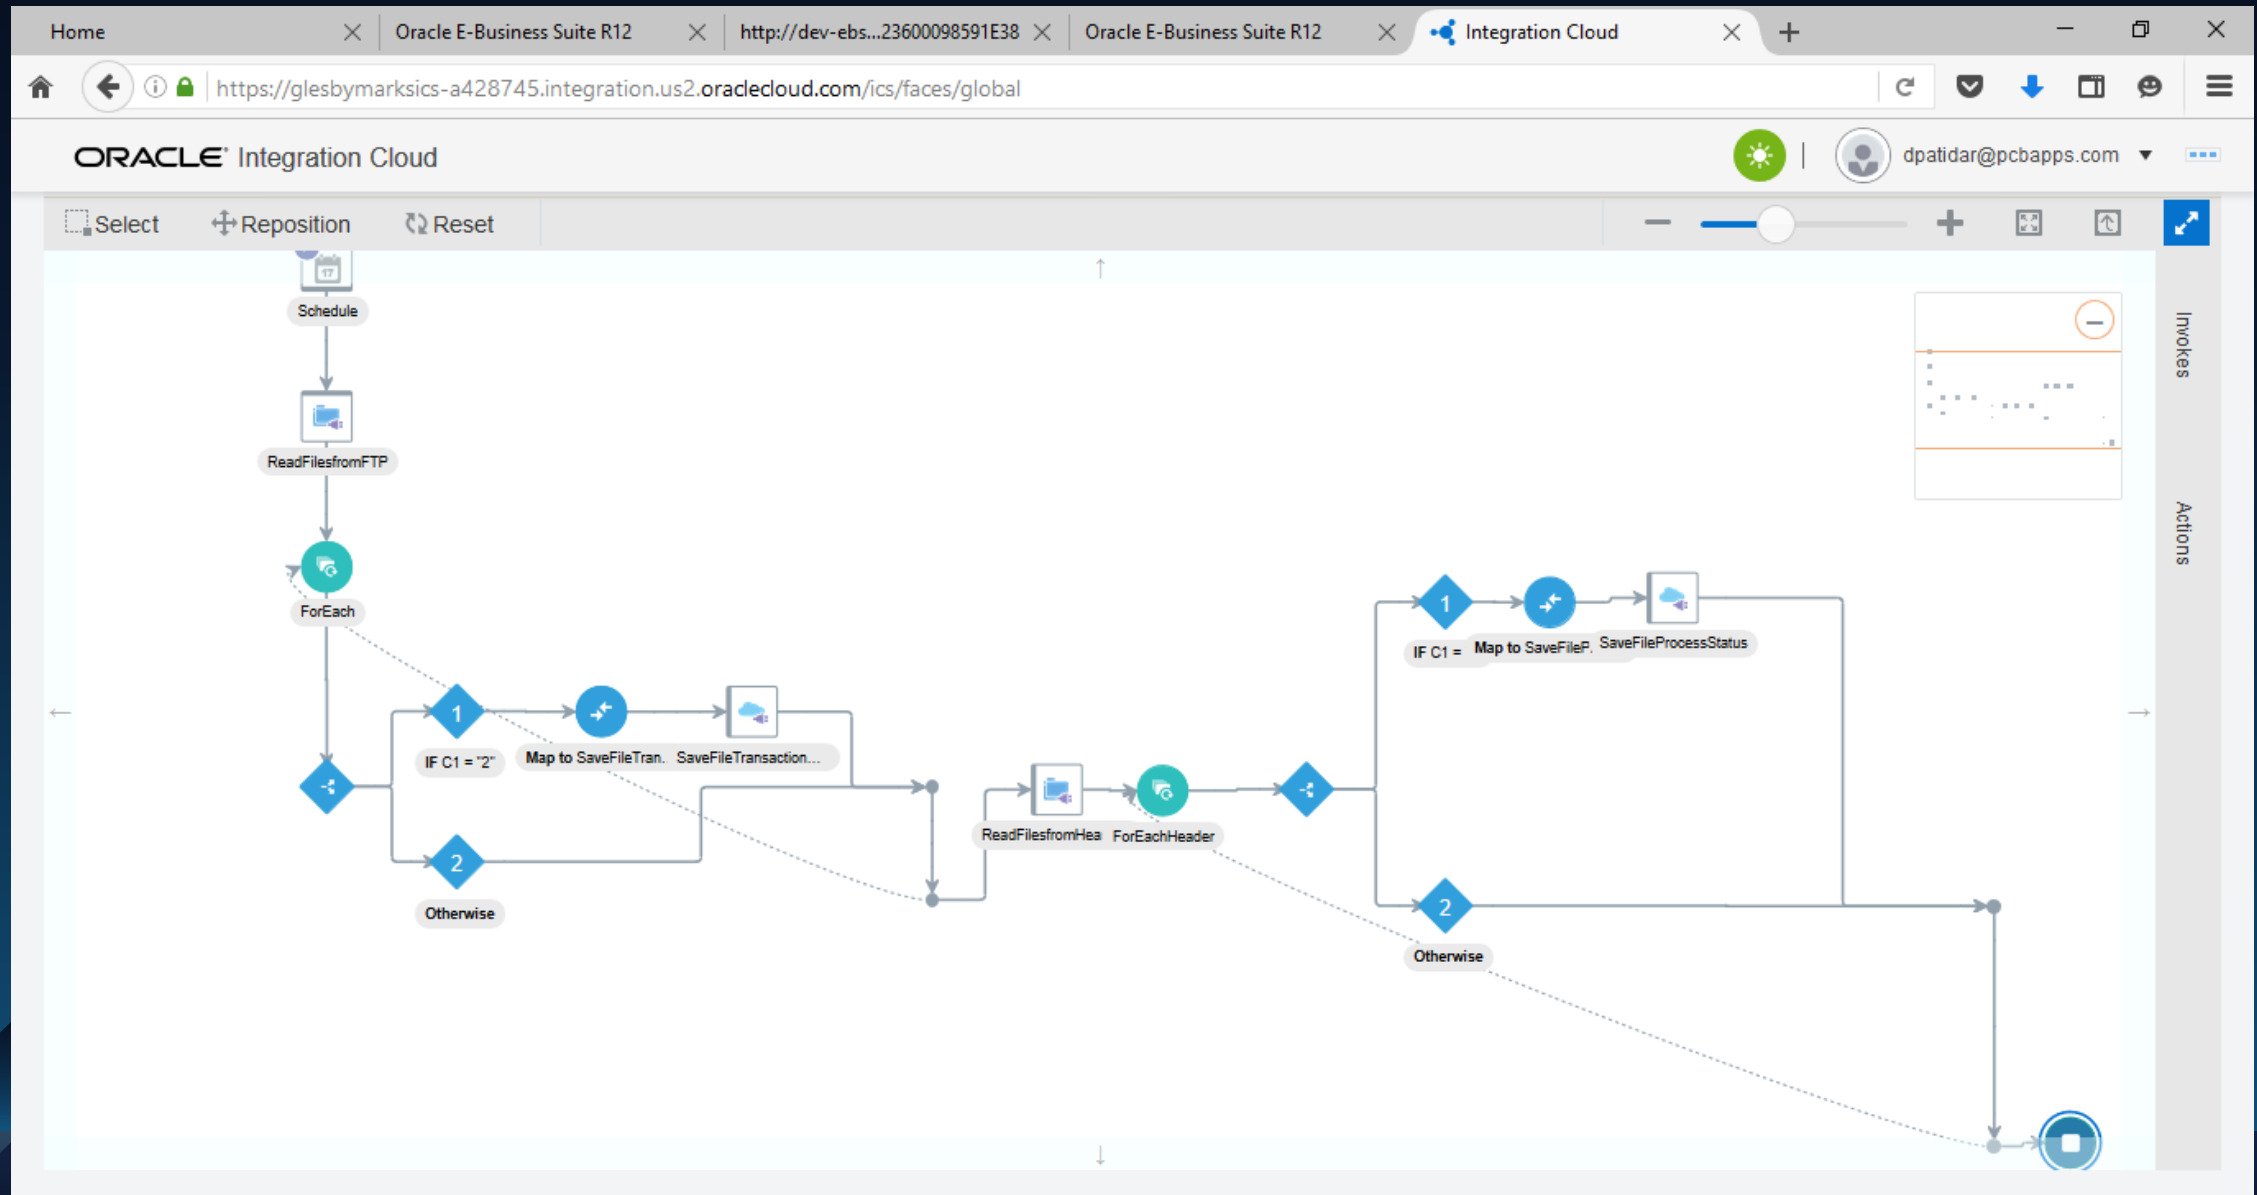 Home
Oracle E-Business Suite R12
http://dev-ebs...23600098591E38
Oracle E-Business Suite R12
Integration Cloud
https://glesbymarksics-a428745.integration.us2.oraclecloud.com/ics/faces/global
ORACLE Integration Cloud
dpatidar@pcbapps.com
Select
Reposition
Reset
17
Schedule
Invokes
ReadFilesfromFTP
Actions
ForEach
1
IF C1 =
Map to SaveFileP.
SaveFileProcessStatus
1
IF C1 = "2"
Map to SaveFileTran..
SaveFileTransaction...
ReadFilesfromHea
ForEachHeader
2
Otherwise
2
Otherwise